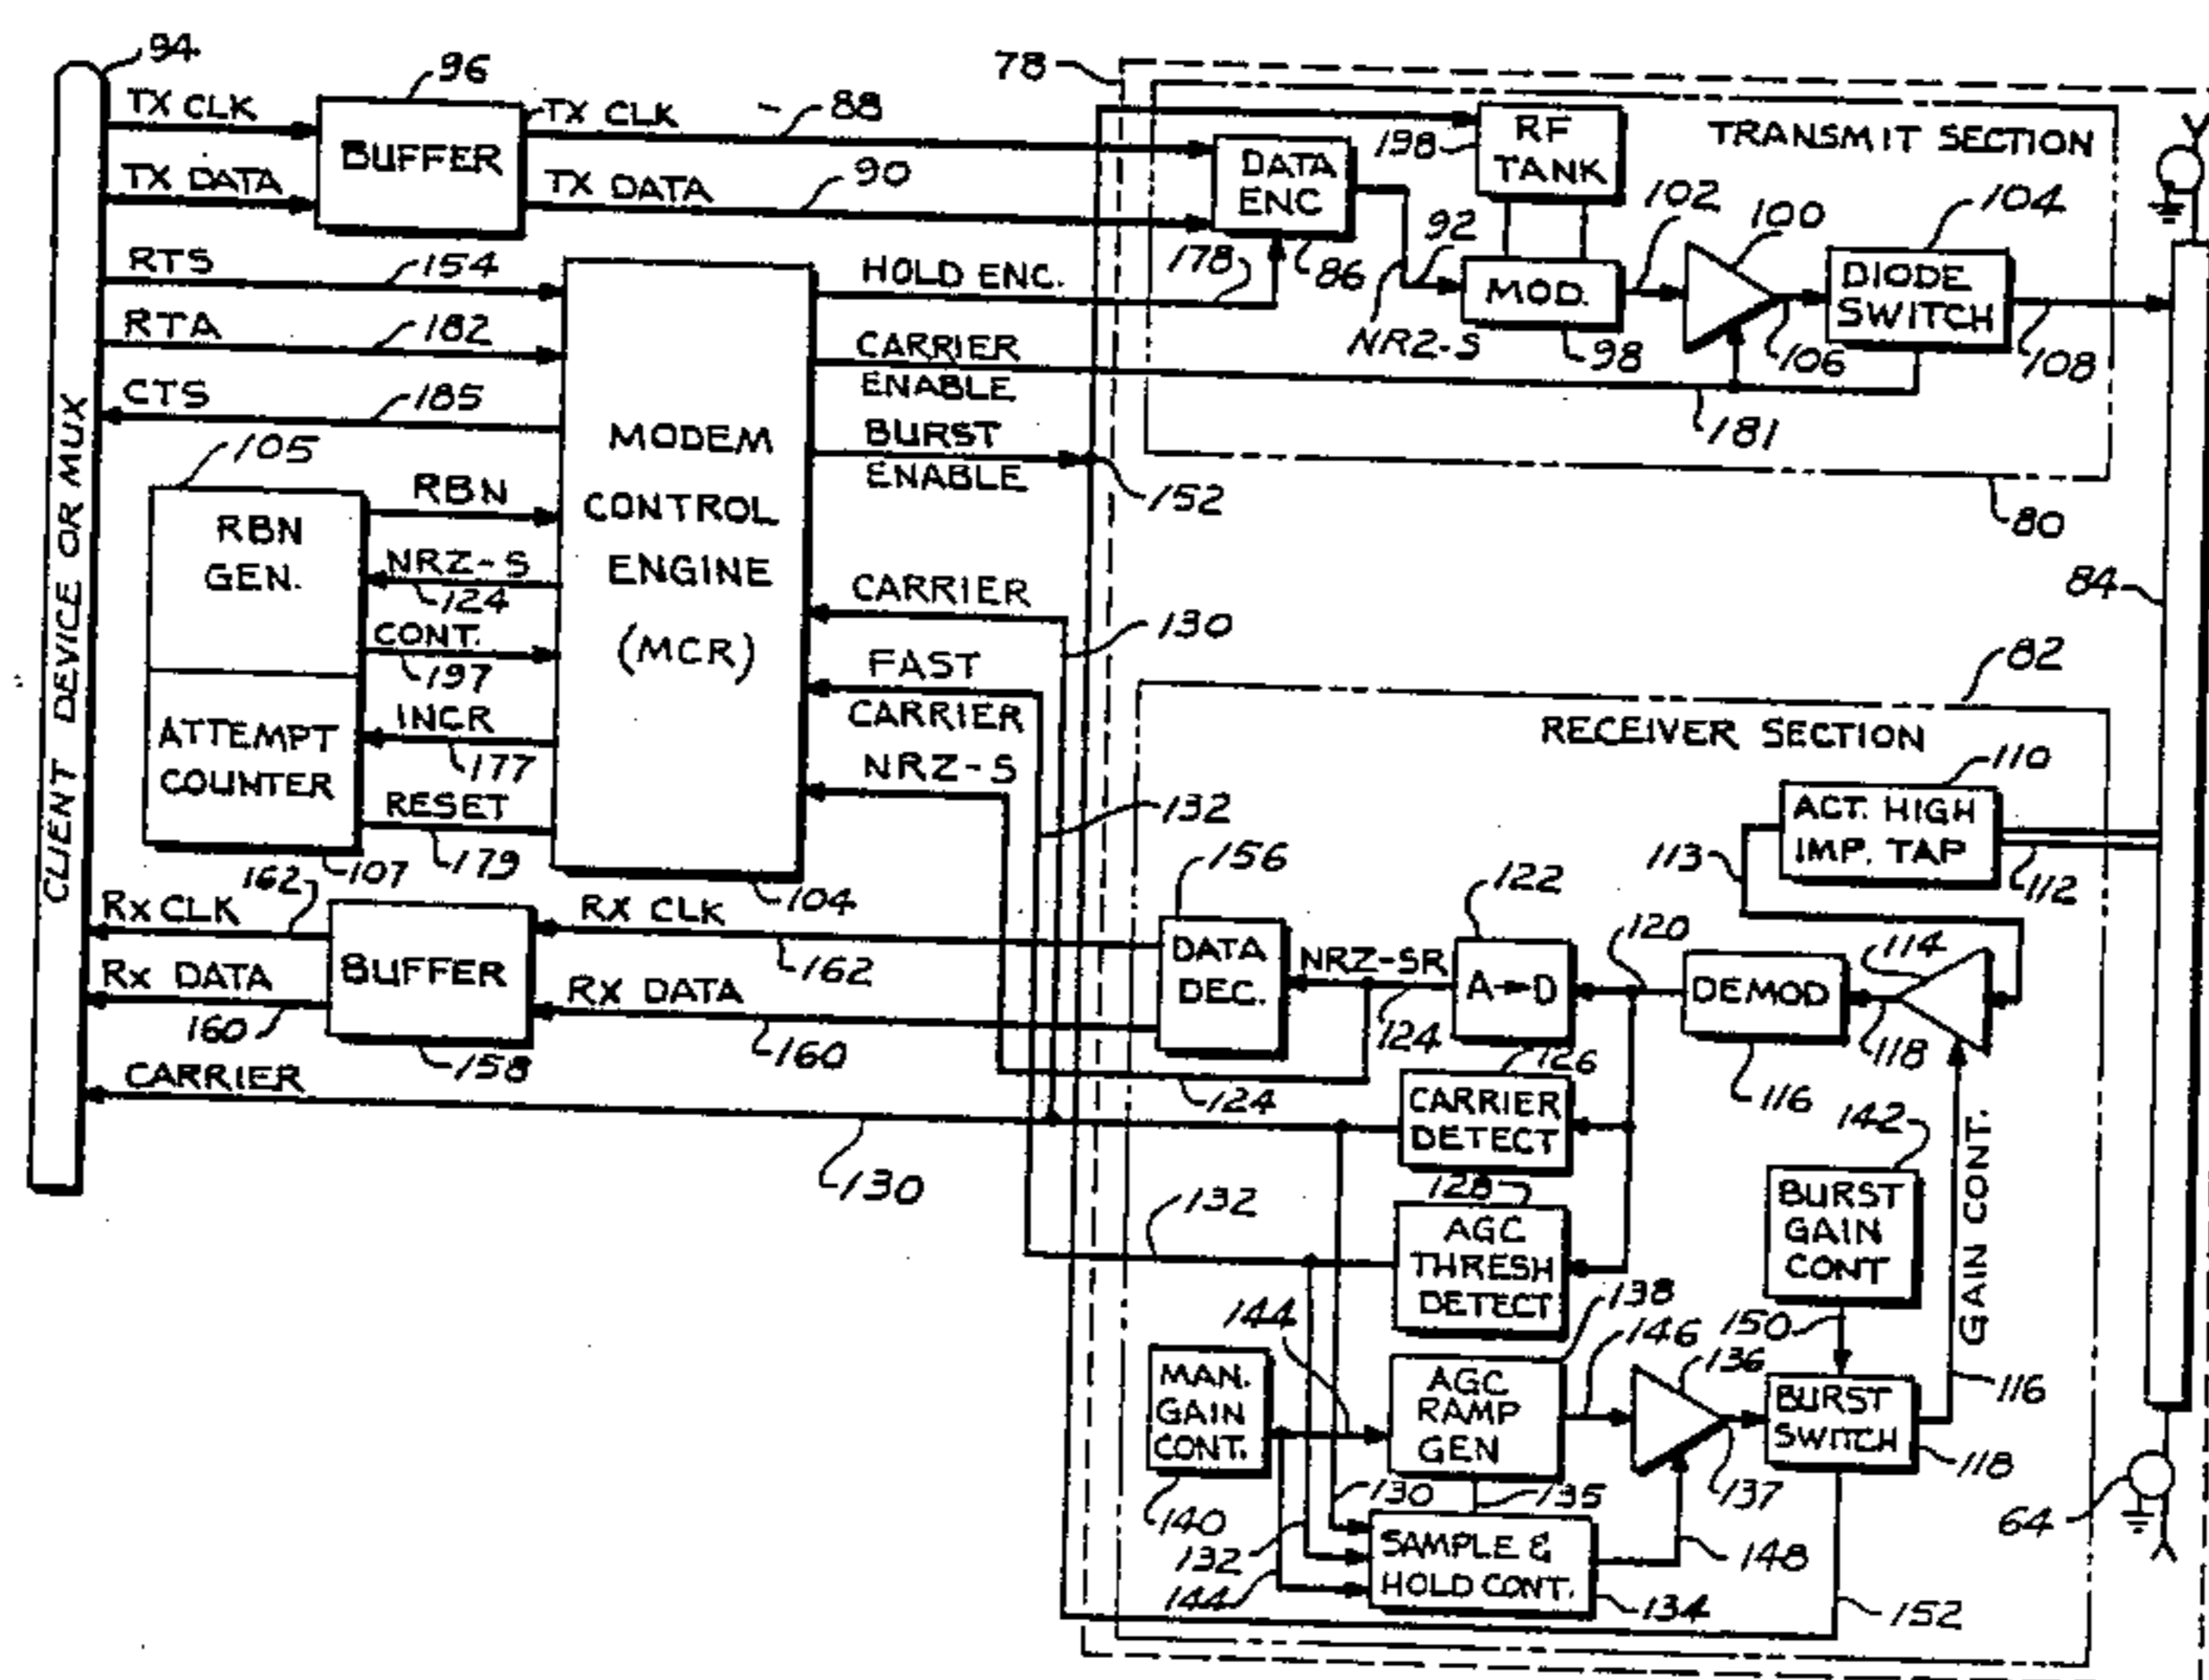 94
TX CLK
TX DATA
96
BUFFER
TX CLK
88
TX DATA
90
RTS
154
RTA
182
CTS
185
CLIENT DEVICE OR MUX
105
RBN
GEN.
ATTEMPT
COUNTER
107
RBN
NRZ-S
124
CONT.
197
INCR
177
RESET
179
MODEM
CONTROL
ENGINE
(MCR)
104
HOLD ENC.
178
CARRIER
ENABLE
BURST
ENABLE
152
CARRIER
130
FAST
CARRIER
132
NRZ-S
78
DATA
ENC
86
92
NRZ-S
198
RF
TANK
MOD.
98
102
100
106
TRANSMIT SECTION
104
DIODE
SWITCH
108
181
80
84
82
RECEIVER SECTION
110
ACT. HIGH
IMP. TAP
112
113
114
118
DEMOD
116
120
122
A→D
NRZ-SR
124
156
DATA
DEC.
124
RX CLK
162
RX DATA
160
BUFFER
158
162
Rx CLK
Rx DATA
160
CARRIER
130
126
CARRIER
DETECT
128
AGC
THRESH
DETECT
132
142
BURST
GAIN
CONT
150
GAIN CONT.
116
144
MAN.
GAIN
CONT.
140
138
AGC
RAMP
GEN
146
136
137
BURST
SWITCH
118
130
135
132
144
SAMPLE &
HOLD CONT.
134
148
152
64